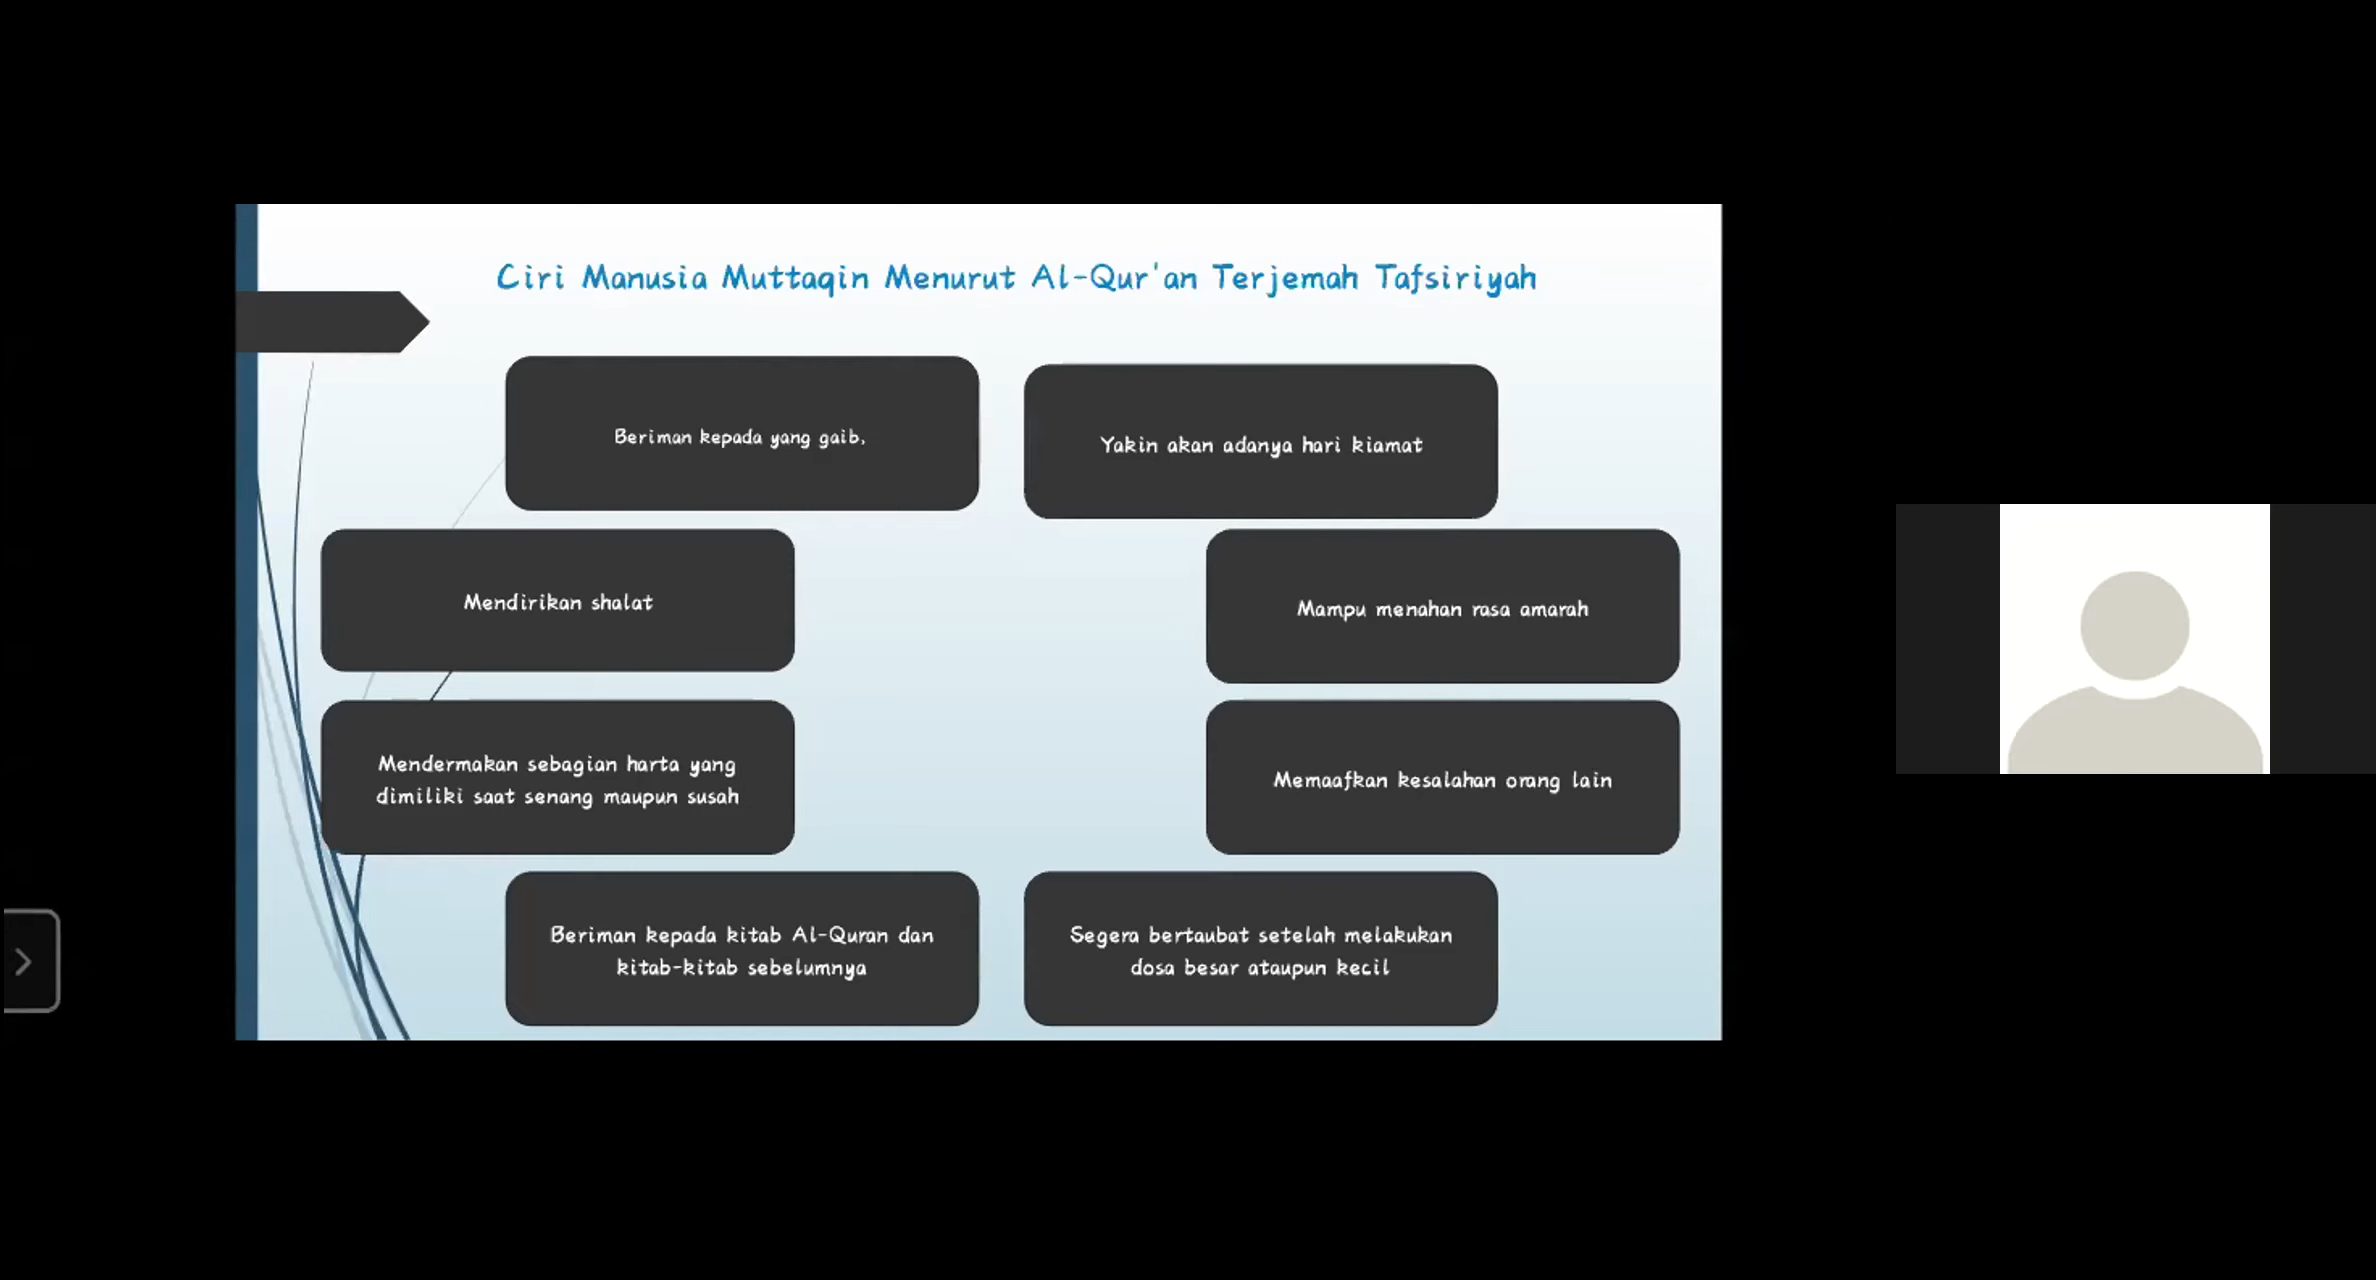 Ciri Manusia Muttaqin Menurut Al-Qur'an Terjemah Tafsiriyah
Beriman kepada yang gaib.
Yakin akan adanya hari kiamat
Mendirikan shalat
Mampu menahan rasa amarah
Mendermakan sebagian harta yang
dimiliki saat senang maupun susah
Memaafkan kesalahan orang lain
Beriman kepada kitab Al-Quran dan
kitab-kitab sebelumnya
Segera bertaubat setelah melakukan
dosa besar ataupun kecil